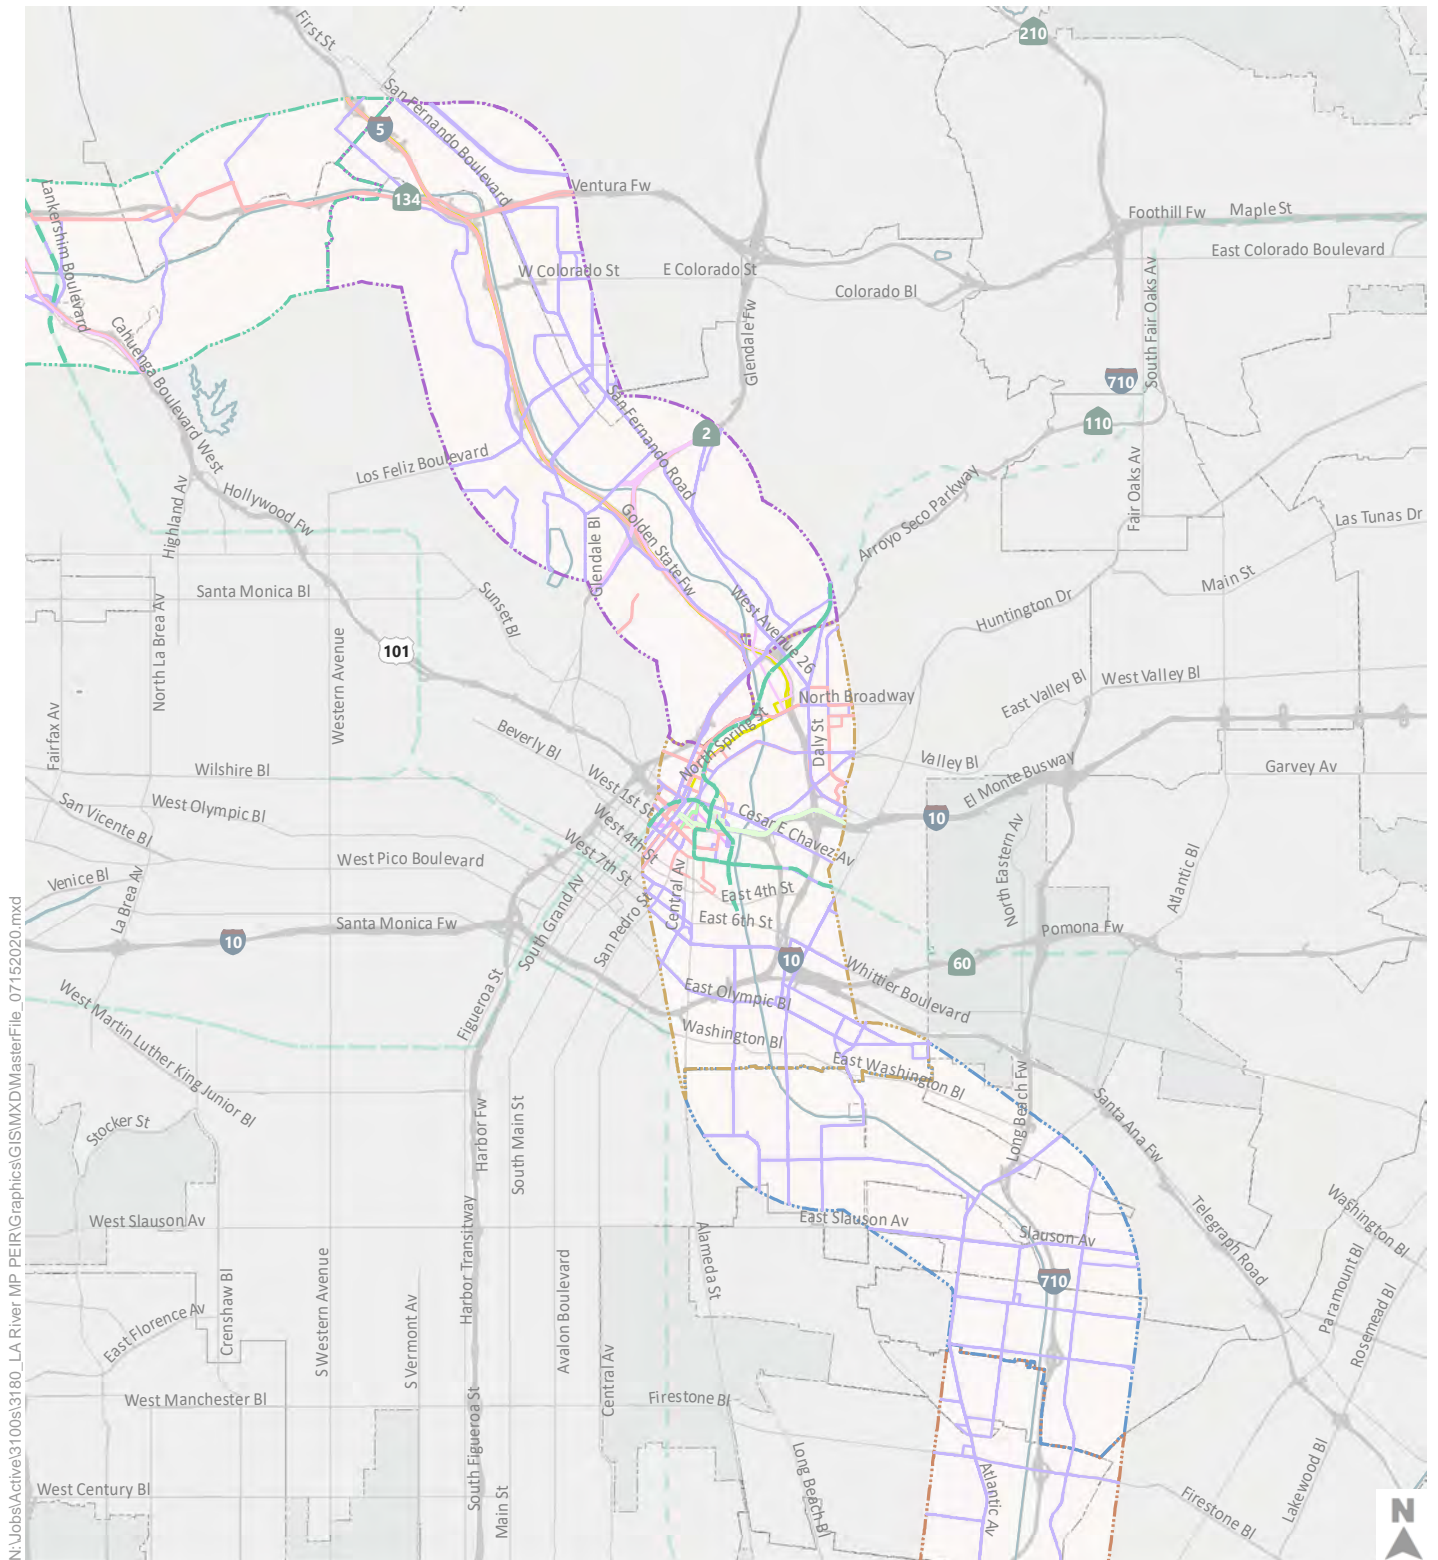 First St
210
San Fernando Boulevard
5
Lankershim Boulevard
134
Ventura Fw
Foothill Fw
Maple St
East Colorado Boulevard
W Colorado St
E Colorado St
Colorado Bl
South Fair Oaks Av
Cahuenga Boulevard West
Glendale Fw
710
110
San Fernando Road
2
Los Feliz Boulevard
Highland Av
Hollywood Fw
Arroyo Seco Parkway
Fair Oaks Av
Las Tunas Dr
Golden State Fw
Glendale Bl
Santa Monica Bl
North La Brea Av
Sunset Bl
West Avenue 26
Huntington Dr
Main St
Western Avenue
101
Fairfax Av
North Broadway
East Valley Bl
West Valley Bl
Beverly Bl
North Spring St
Daly St
Valley Bl
El Monte Busway
Garvey Av
Wilshire Bl
West 1st St
San Vicente Bl
West Olympic Bl
West 4th St
Cesar E Chavez Av
10
West Pico Boulevard
West 7th St
Venice Bl
La Brea Av
Central Av
East 4th St
North Eastern Av
Atlantic Bl
Santa Monica Fw
South Grand Av
San Pedro St
East 6th St
Pomona Fw
10
10
60
Whittier Boulevard
West Martin Luther King Junior Bl
Figueroa St
East Olympic Bl
Washington Bl
East Washington Bl
Stocker St
Harbor Fw
South Main St
Long Beach Fw
Santa Ana Fw
West Slauson Av
East Slauson Av
Slauson Av
Washington Bl
Telegraph Road
Harbor Transitway
Alameda St
710
Paramount Bl
Rosemead Bl
East Florence Av
Crenshaw Bl
S Western Avenue
S Vermont Av
Avalon Boulevard
Central Av
West Manchester Bl
Firestone Bl
South Figueroa St
Long Beach Bl
Atlantic Av
Lakewood Bl
West Century Bl
Main St
Firestone Bl
N
N:\Jobs\Active\3100s\3180_LA River MP PEIR\Graphics\GIS\MXD\MasterFile_07152020.mxd